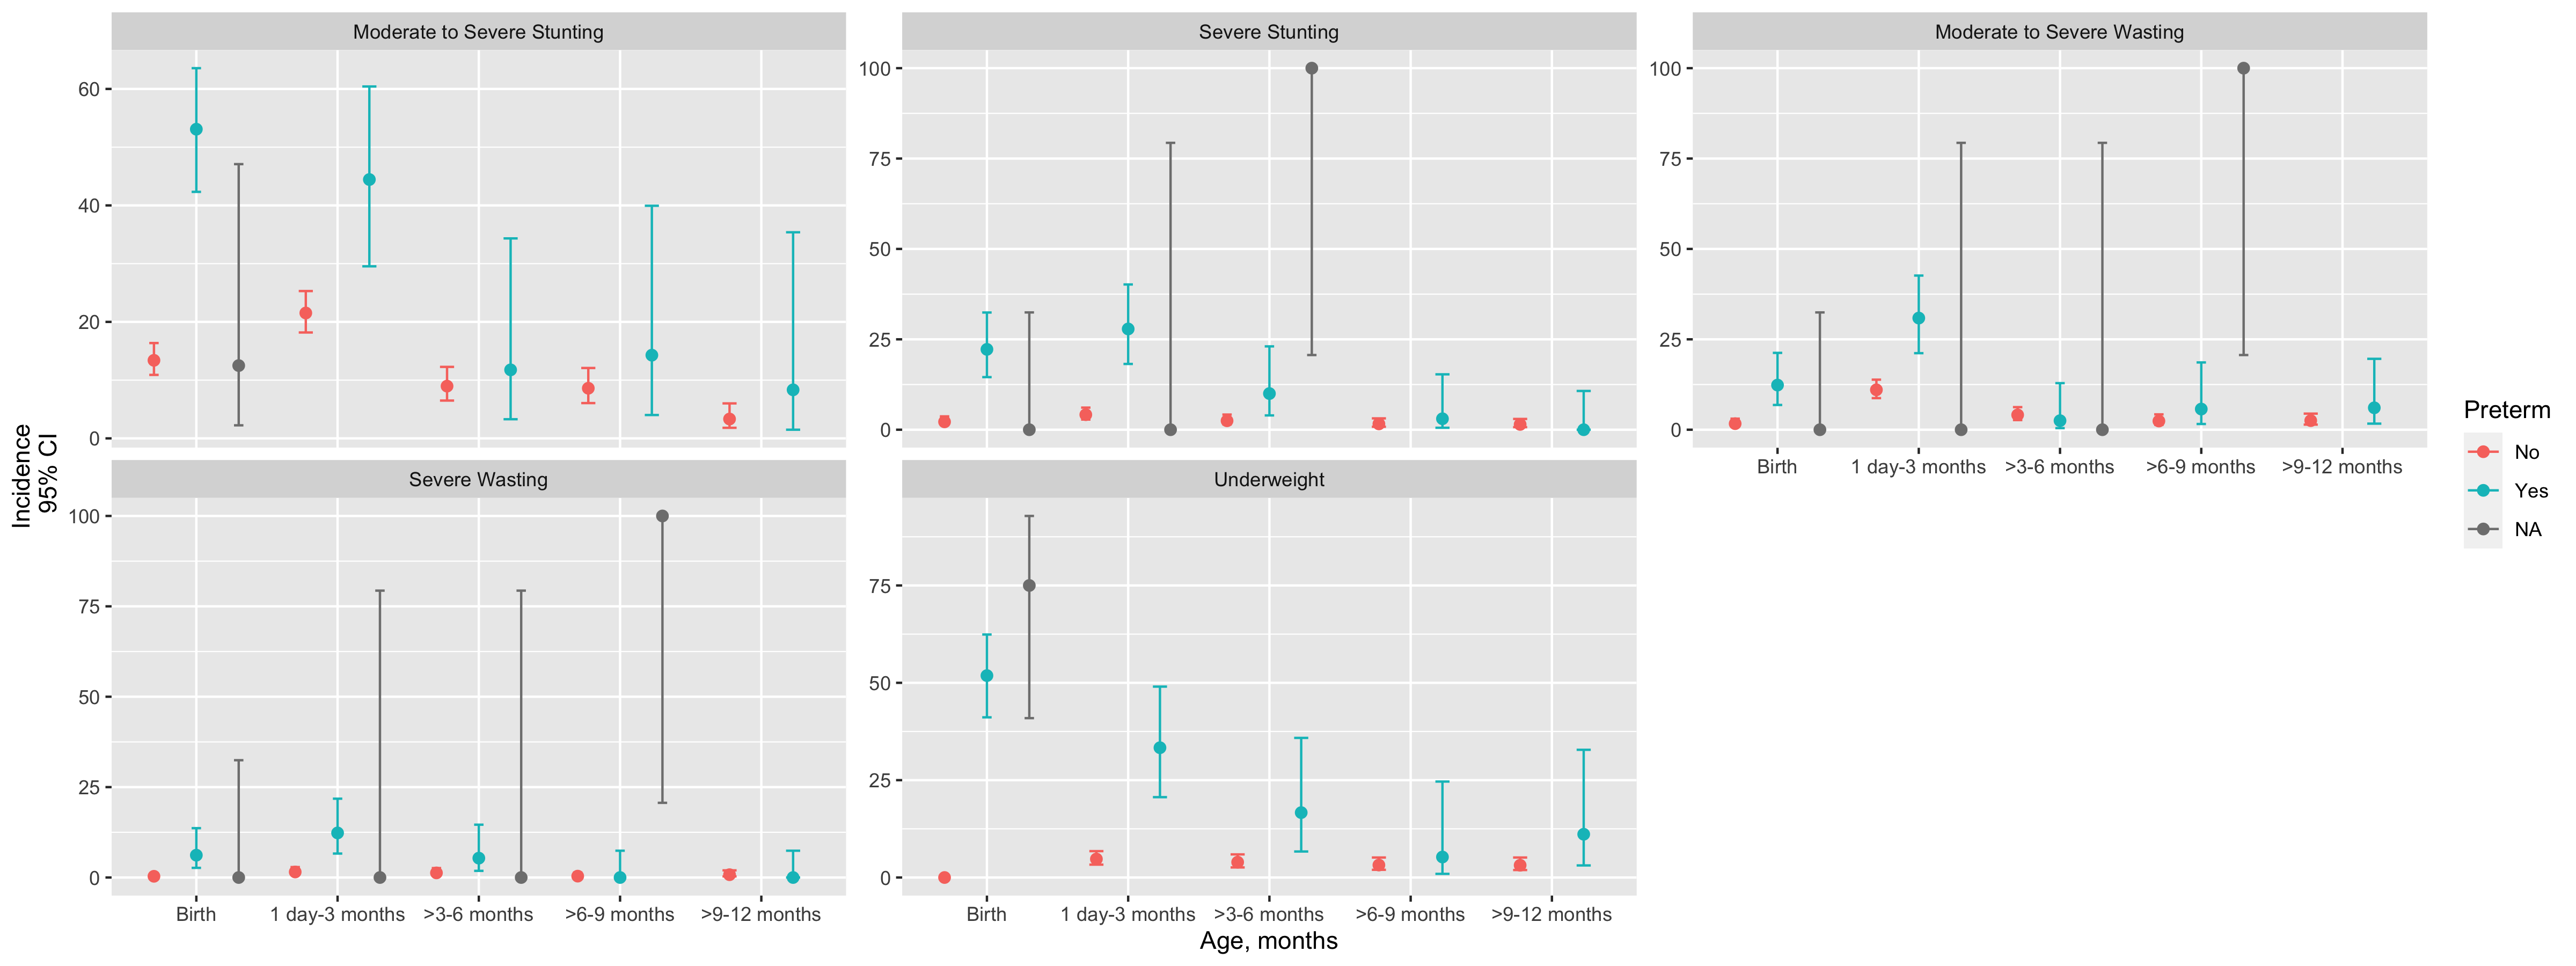 Moderate to Severe Stunting
Severe Stunting
Moderate to Severe Wasting
60
40
20
0
100
75
50
25
0
100
75
50
25
0
Birth
1 day-3 months
>3-6 months
>6-9 months
>9-12 months
Severe Wasting
Underweight
100
75
50
25
0
75
50
25
0
Birth
1 day-3 months
>3-6 months
>6-9 months
>9-12 months
Birth
1 day-3 months
>3-6 months
>6-9 months
>9-12 months
Incidence
95% CI
Age, months
Preterm
No
Yes
NA